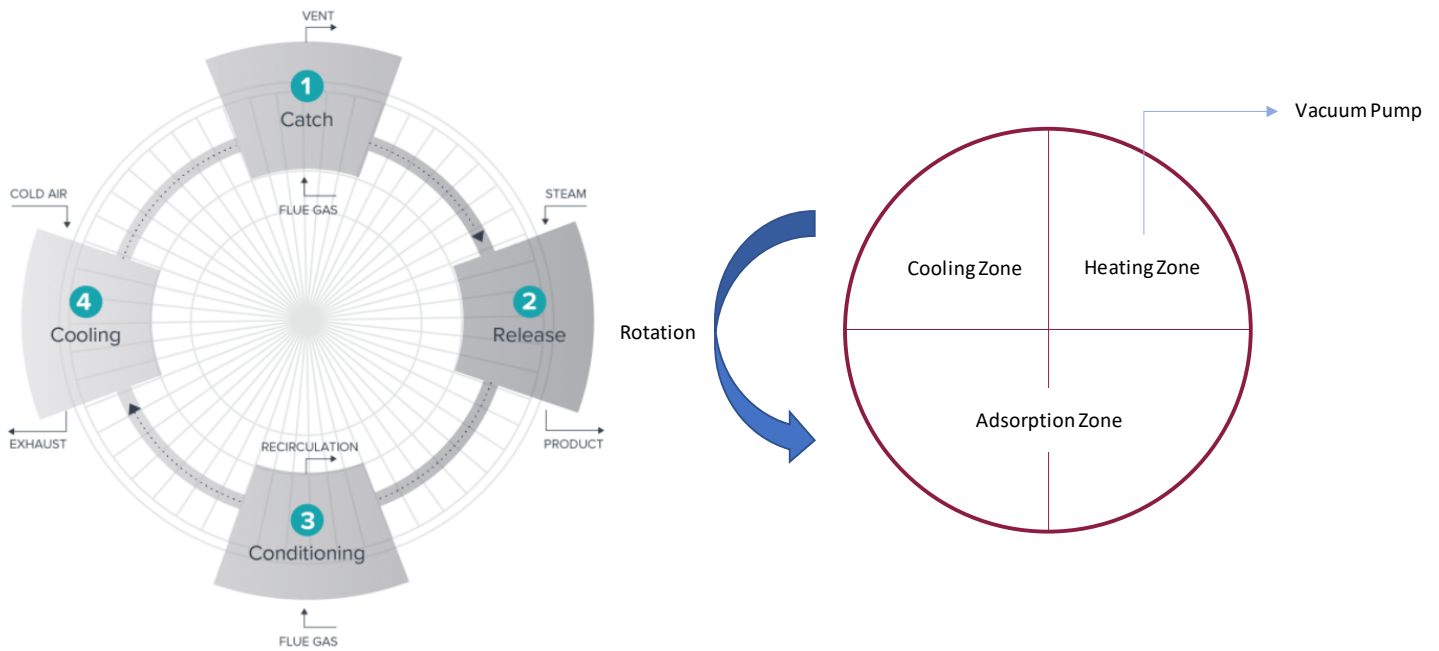 VENT
1
Catch
FLUE GAS
COLD AIR
STEAM
4
Cooling
2
Release
EXHAUST
PRODUCT
RECIRCULATION
3
Conditioning
FLUE GAS
Vacuum Pump
Cooling Zone
Heating Zone
Rotation
Adsorption Zone